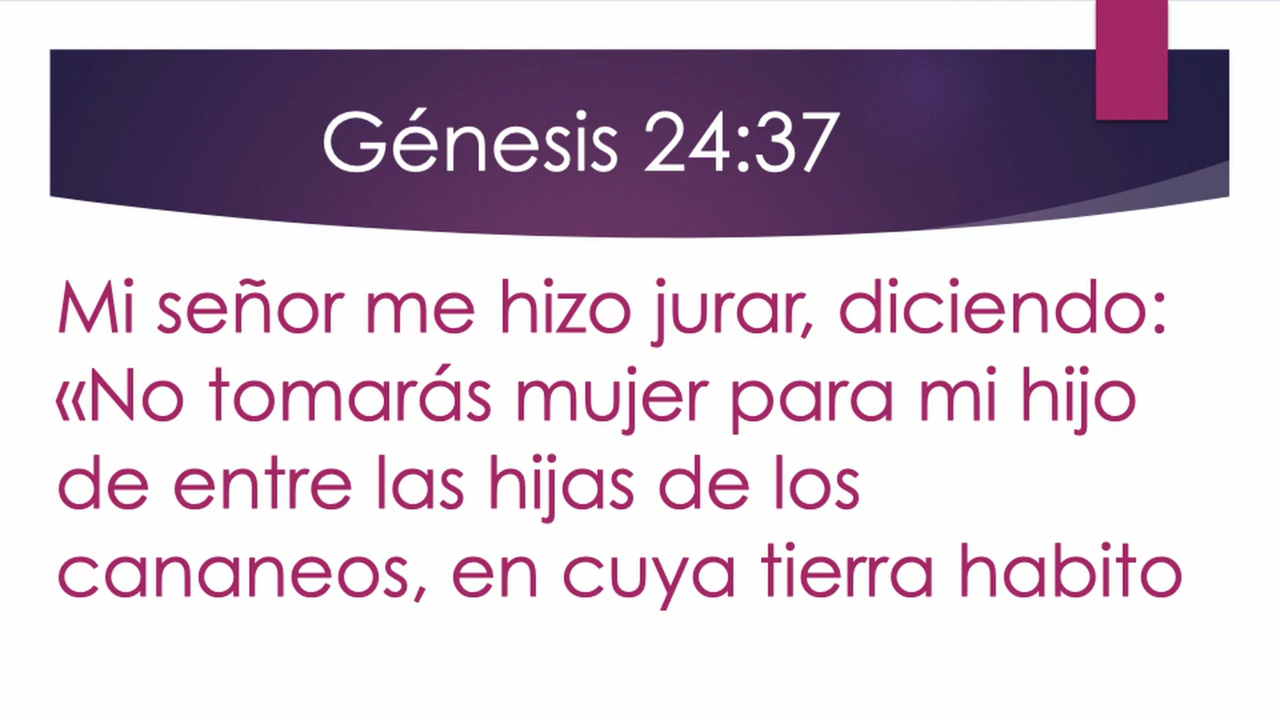 Génesis 24:37
Mi señor me hizo jurar, diciendo:
«No tomarás mujer para mi hijo
de entre las hijas de los
cananeos, en cuya tierra habito